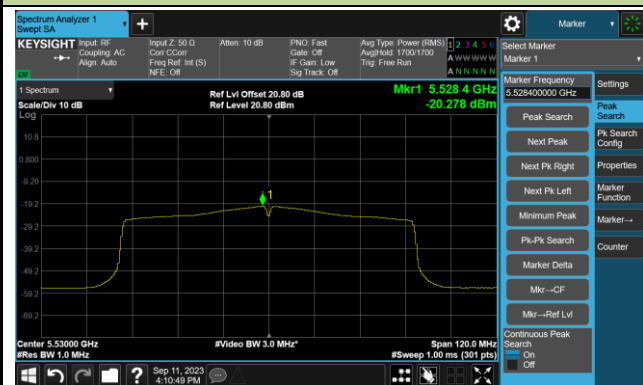 Spectrum Analyzer 1
Swept SA
+
Marker
KEYSIGHT
Input: RF
Coupling: AC
Align: Auto
Input Z: 50 Ω
Corr CCorr
Freq Ref: Int (S)
NFE: Off
Atten: 10 dB
PNO: Fast
Gate: Off
IF Gain: Low
Sig Track: Off
Avg Type: Power (RMS)
Avg|Hold: 1700/1700
Trig: Free Run
1 2 3 4 5 6
A W W W W W
A N N N N N
Select Marker
Marker 1
1 Spectrum
Scale/Div 10 dB
Log
Ref Lvl Offset 20.80 dB
Ref Level 20.80 dBm
Mkr1 5.528 4 GHz
-20.278 dBm
10.8
0.800
-9.20
-19.2
-29.2
-39.2
-49.2
-59.2
-69.2
1
Center 5.53000 GHz
#Res BW 1.0 MHz
#Video BW 3.0 MHz*
Span 120.0 MHz
#Sweep 1.00 ms (301 pts)
Marker Frequency
5.528400000 GHz
Peak Search
Next Peak
Next Pk Right
Next Pk Left
Minimum Peak
Pk-Pk Search
Marker Delta
Mkr→CF
Mkr→Ref Lvl
Continuous Peak
Search
On
Off
Settings
Peak
Search
Pk Search
Config
Properties
Marker
Function
Marker→
Counter
?
Sep 11, 2023
4:10:49 PM